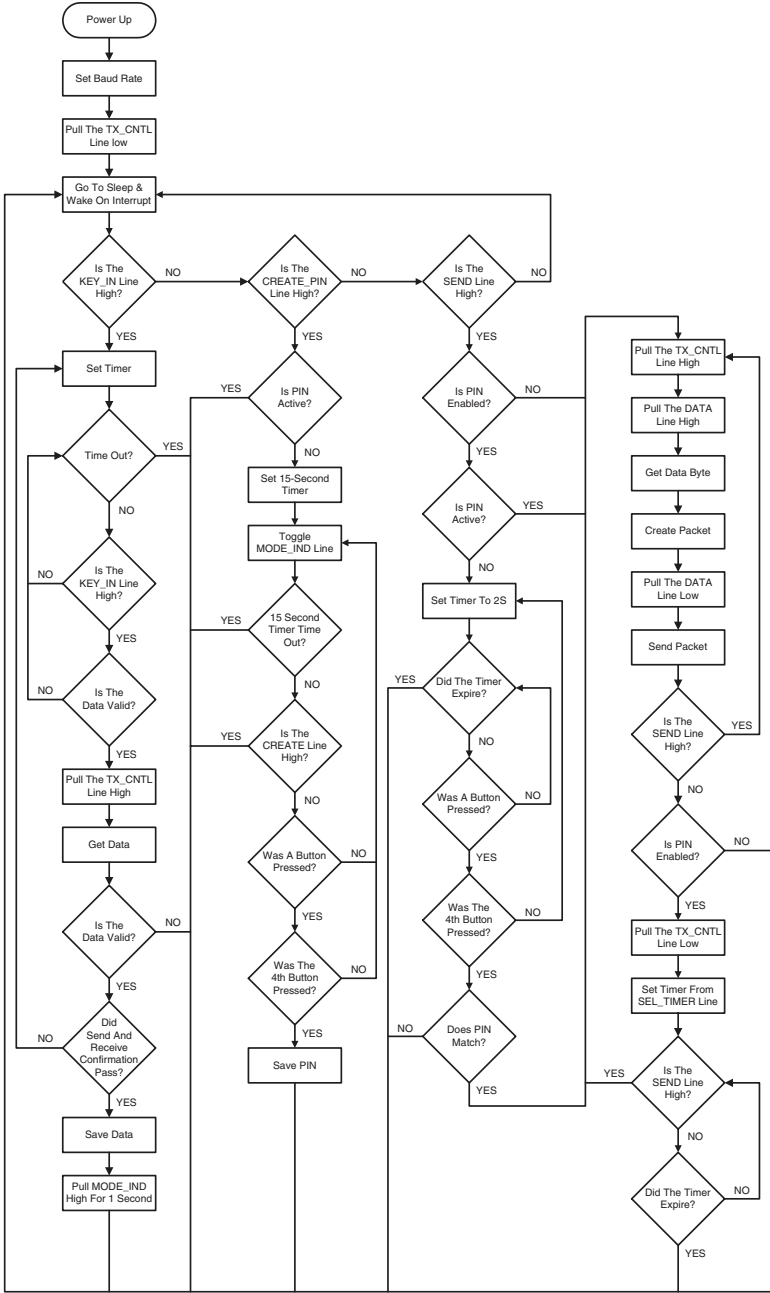 Power Up
Set Baud Rate
Pull The TX_CNTL
Line low
Go To Sleep &
Wake On Interrupt
Is The
KEY_IN Line
High?
NO
YES
Set Timer
Time Out?
YES
NO
Is The
KEY_IN Line
High?
NO
YES
Is The
Data Valid?
NO
YES
Pull The TX_CNTL
Line High
Get Data
Is The
Data Valid?
NO
YES
Did
Send And
Receive
Confirmation
Pass?
NO
YES
Save Data
Pull MODE_IND
High For 1 Second
Is The
CREATE_PIN
Line High?
NO
YES
Is PIN
Active?
YES
NO
Set 15-Second
Timer
Toggle
MODE_IND Line
15 Second
Timer Time
Out?
YES
NO
Is The
CREATE Line
High?
YES
NO
Was A Button
Pressed?
NO
YES
Was The
4th Button
Pressed?
NO
YES
Save PIN
Is The
SEND Line
High?
NO
YES
Is PIN
Enabled?
NO
YES
Is PIN
Active?
YES
NO
Set Timer To 2S
Did The Timer
Expire?
YES
NO
Was A Button
Pressed?
NO
YES
Was The
4th Button
Pressed?
NO
YES
Does PIN
Match?
NO
YES
Pull The TX_CNTL
Line High
Pull The DATA
Line High
Get Data Byte
Create Packet
Pull The DATA
Line Low
Send Packet
Is The
SEND Line
High?
YES
NO
Is PIN
Enabled?
NO
YES
Pull The TX_CNTL
Line Low
Set Timer From
SEL_TIMER Line
Is The
SEND Line
High?
YES
NO
Did The Timer
Expire?
NO
YES